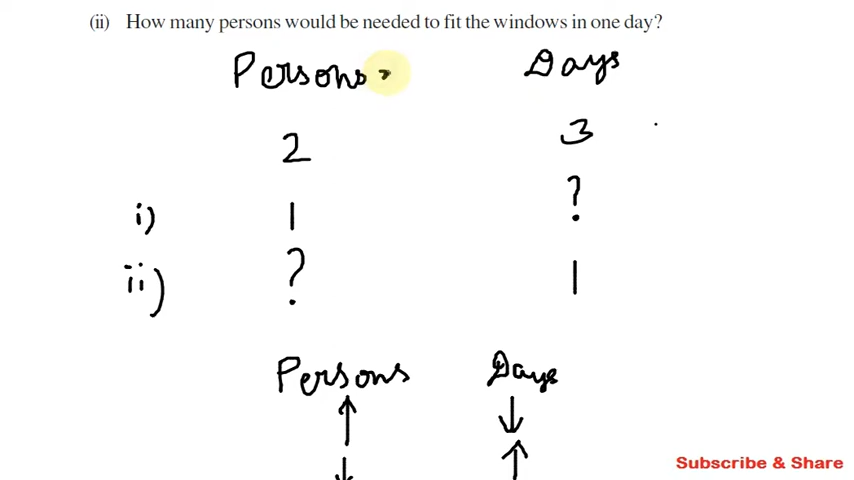 (ii) How many persons would be needed to fit the windows in one day?
Persons Days
2 3
i) 1 ?
ii) ? 1
Persons Days
↑ ↓
↓ ↑
Subscribe & Share